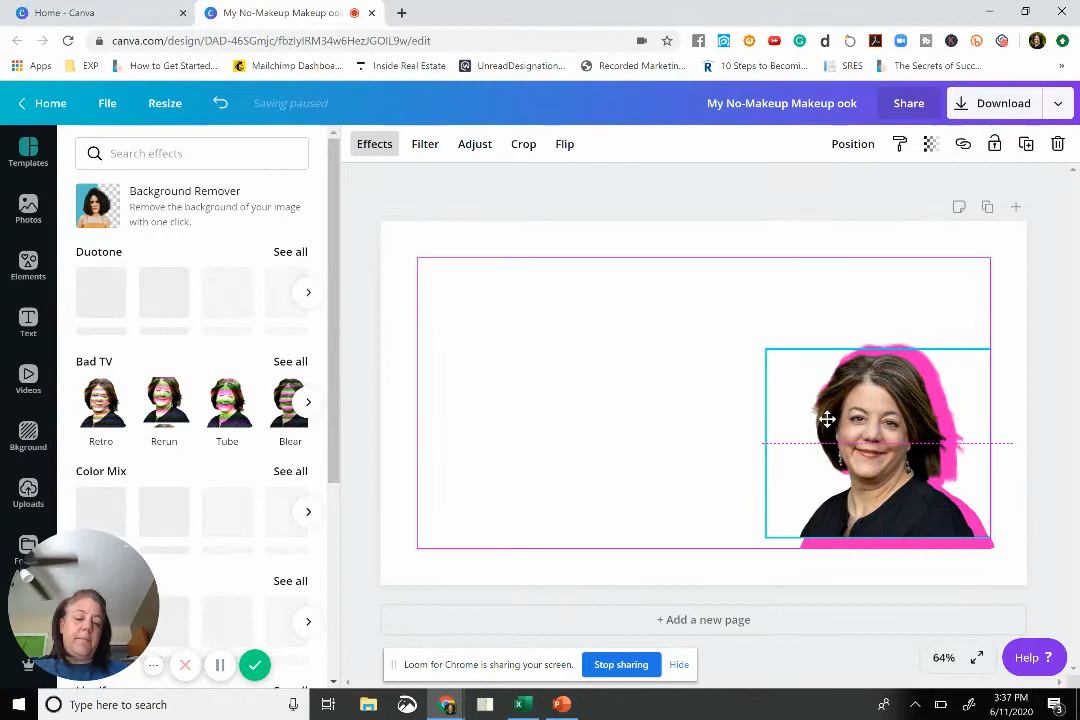 Home - Canva
My No-Makeup Makeup oo
canva.com/design/DAD-46SGmjc/fbzIyIRM34w6HezJGOIL9w/edit
Apps
EXP
How to Get Started...
Mailchimp Dashboa...
Inside Real Estate
UnreadDesignation...
Recorded Marketin...
10 Steps to Becomi...
SRES
The Secrets of Succ...
Home
File
Resize
Saving paused
My No-Makeup Makeup ook
Share
Download
Templates
Photos
Elements
Text
Videos
Bkground
Uploads
Search effects
Background Remover
Remove the background of your image
with one click.
Duotone
See all
Bad TV
See all
Retro
Rerun
Tube
Blear
Color Mix
See all
See all
Effects
Filter
Adjust
Crop
Flip
Position
+ Add a new page
Loom for Chrome is sharing your screen.
Stop sharing
Hide
64%
Help ?
Type here to search
3:37 PM
6/11/2020
3